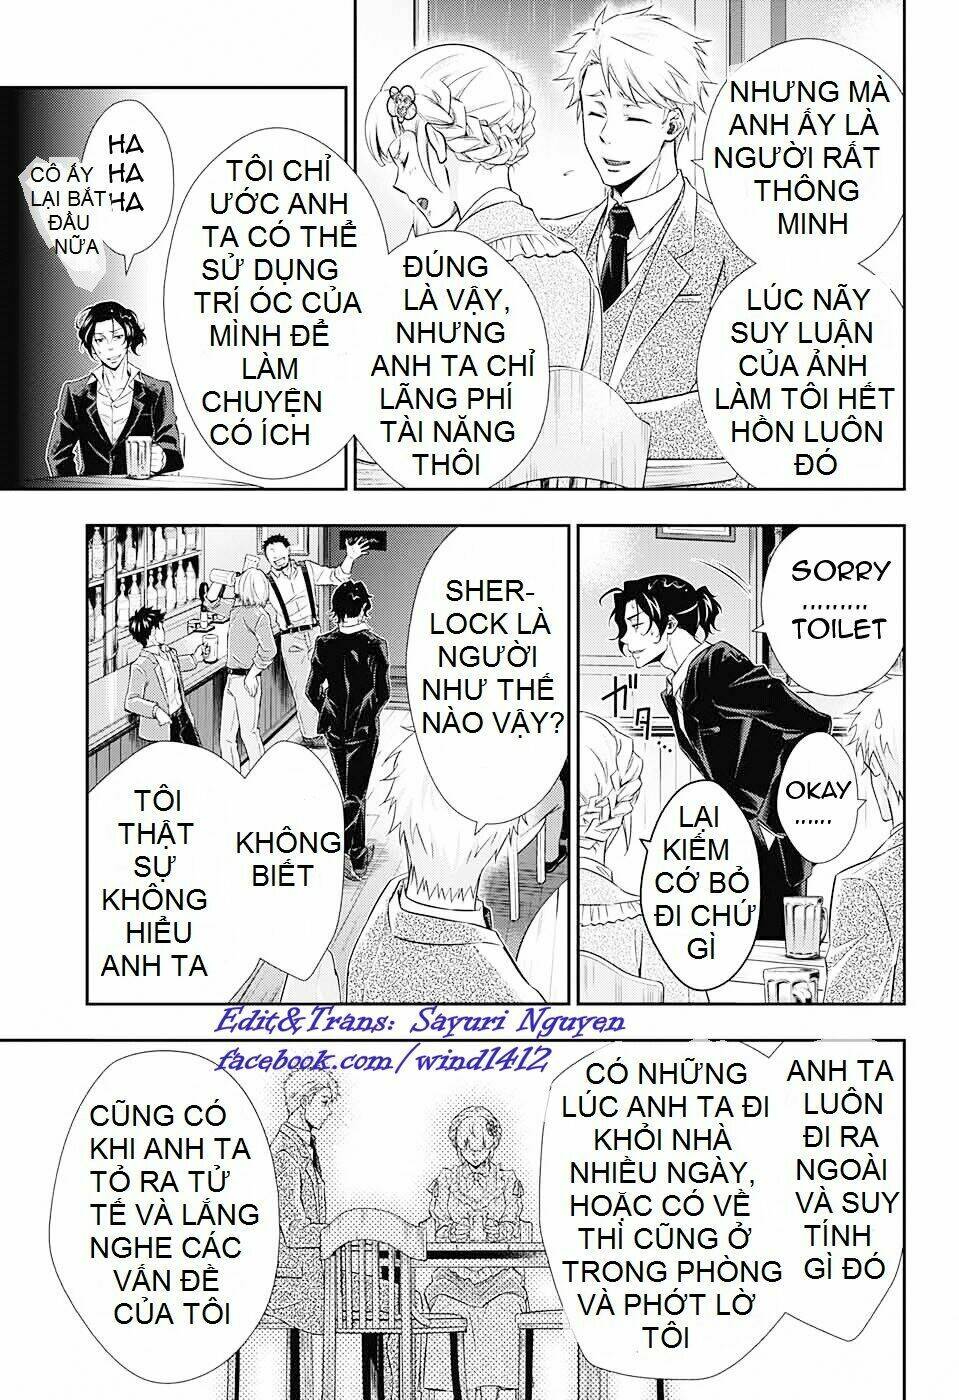 NHƯNG MÀ
ANH ẤY LÀ
NGƯỜI RẤT
THÔNG
MINH
LÚC NÃY
SUY LUẬN
CỦA ẢNH
LÀM TÔI HẾT
HỒN LUÔN
ĐÓ
ĐÚNG
LÀ VẬY,
NHƯNG
ANH TA CHỈ
LÃNG PHÍ
TÀI NĂNG
THÔI
TÔI CHỈ
ƯỚC ANH
TA CÓ THỂ
SỬ DỤNG
TRÍ ÓC CỦA
MÌNH ĐỂ
LÀM
CHUYỆN
CÓ ÍCH
HA
HA
HA
CÔ ẤY
LẠI BẮT
ĐẦU
NỮA
SORRY
.........
TOILET
ガタ
OKAY
......
LẠI
KIẾM
CỚ BỎ
ĐI CHỨ
GÌ
SHER-
LOCK LÀ
NGƯỜI
NHƯ THẾ
NÀO VẬY?
KHÔNG
BIẾT
TÔI
THẬT
SỰ
KHÔNG
HIỂU
ANH TA
Edit&Trans: Sayuri Nguyen
facebook.com/wind1412
ANH TA
LUÔN
ĐI RA
NGOÀI
VÀ SUY
TÍNH
GÌ ĐÓ
CÓ NHỮNG
LÚC ANH TA ĐI
KHỎI NHÀ
NHIỀU NGÀY,
HOẶC CÓ VỀ
THÌ CŨNG Ở
TRONG PHÒNG
VÀ PHỚT LỜ
TÔI
CŨNG CÓ
KHI ANH TA
TỎ RA TỬ
TẾ VÀ LẮNG
NGHE CÁC
VẤN ĐỀ
CỦA TÔI